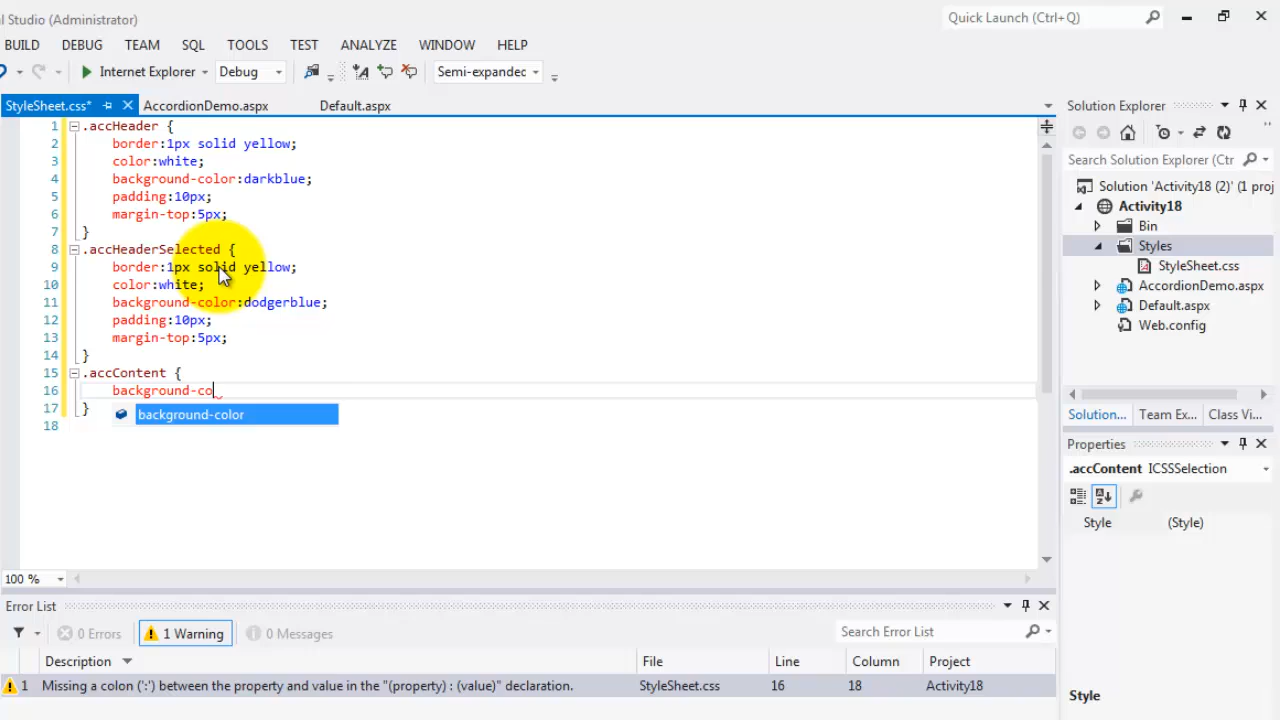 al Studio (Administrator)
Quick Launch (Ctrl+Q)
BUILD DEBUG TEAM SQL TOOLS TEST ANALYZE WINDOW HELP
Internet Explorer Debug Semi-expandec
StyleSheet.css* AccordionDemo.aspx Default.aspx
1 .accHeader {
2 border:1px solid yellow;
3 color:white;
4 background-color:darkblue;
5 padding:10px;
6 margin-top:5px;
7 }
8 .accHeaderSelected {
9 border:1px solid yellow;
10 color:white;
11 background-color:dodgerblue;
12 padding:10px;
13 margin-top:5px;
14 }
15 .accContent {
16 background-co
17 }
background-color
18
100 %
Solution Explorer
Search Solution Explorer (Ctr
Solution 'Activity18 (2)' (1 proj
Activity18
Bin
Styles
StyleSheet.css
AccordionDemo.aspx
Default.aspx
Web.config
Solution... Team Ex... Class Vi...
Properties
.accContent ICSSSelection
Style (Style)
Style
Error List
0 Errors 1 Warning 0 Messages
Search Error List
Description File Line Column Project
1 Missing a colon (':') between the property and value in the "(property) : (value)" declaration. StyleSheet.css 16 18 Activity18